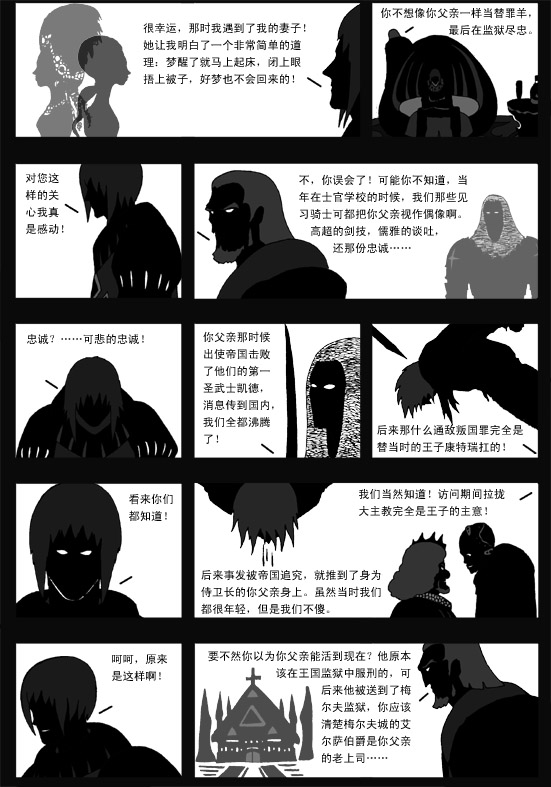 很幸运，那时我遇到了我的妻子！
她让我明白了一个非常简单的道
理：梦醒了就马上起床，闭上眼
捂上被子，好梦也不会回来的！
你不想像你父亲一样当替罪羊，
最后在监狱尽忠。
对您这
样的关
心我真
是感动！
不，你误会了！可能你不知道，当
年在士官学校的时候，我们那些见
习骑士可都把你父亲视作偶像啊。
高超的剑技，儒雅的谈吐，
还那份忠诚……
忠诚？……可悲的忠诚！
你父亲那时候
出使帝国击败
了他们的第一
圣武士凯德，
消息传到国内，
我们全都沸腾
了！
后来那什么通敌叛国罪完全是
替当时的王子康特瑞扛的！
看来你们
都知道！
后来事发被帝国追究，就推到了身为
侍卫长的你父亲身上。虽然当时我们
都很年轻，但是我们不傻。
我们当然知道！访问期间拉拢
大主教完全是王子的主意！
呵呵，原来
是这样啊！
要不然你以为你父亲能活到现在？他原本
该在王国监狱中服刑的，可
后来他被送到了梅
尔夫监狱，你应该
清楚梅尔夫城的艾
尔萨伯爵是你父亲
的老上司……